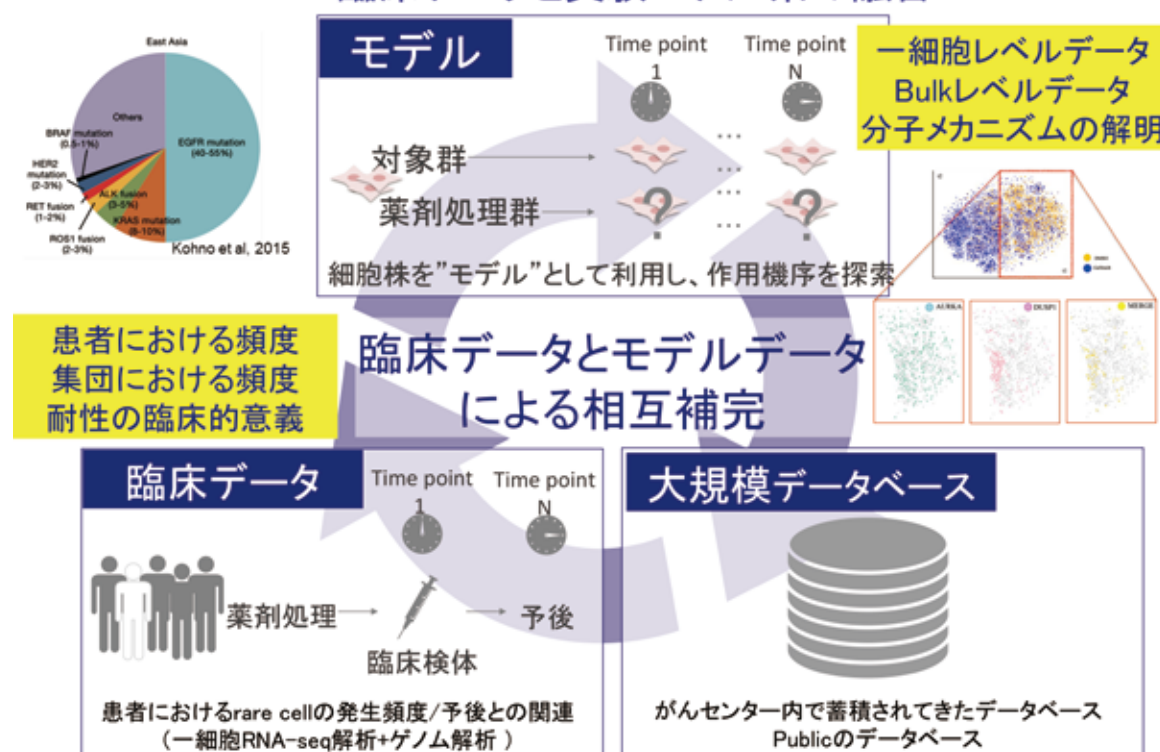 モデル
Time point
1
Time point
N
...
...
対象群
...
薬剤処理群
...
?
?
細胞株を”モデル”として利用し、作用機序を探索
East Asia
Others
EGFR mutation
(40-55%)
BRAF mutation
(0.5-1%)
HER2
mutation
(2-3%)
RET fusion
(1-2%)
ROS1 fusion
(2-3%)
ALK fusion
(3-5%)
KRAS mutation
(8-10%)
Kohno et al, 2015
一細胞レベルデータ
Bulkレベルデータ
分子メカニズムの解明
AURKA
DUSP1
MERGE
患者における頻度
集団における頻度
耐性の臨床的意義
臨床データとモデルデータ
による相互補完
臨床データ
Time point
1
Time point
N
薬剤処理
臨床検体
予後
患者におけるrare cellの発生頻度/予後との関連
(一細胞RNA-seq解析+ゲノム解析 )
大規模データベース
がんセンター内で蓄積されてきたデータベース
Publicのデータベース